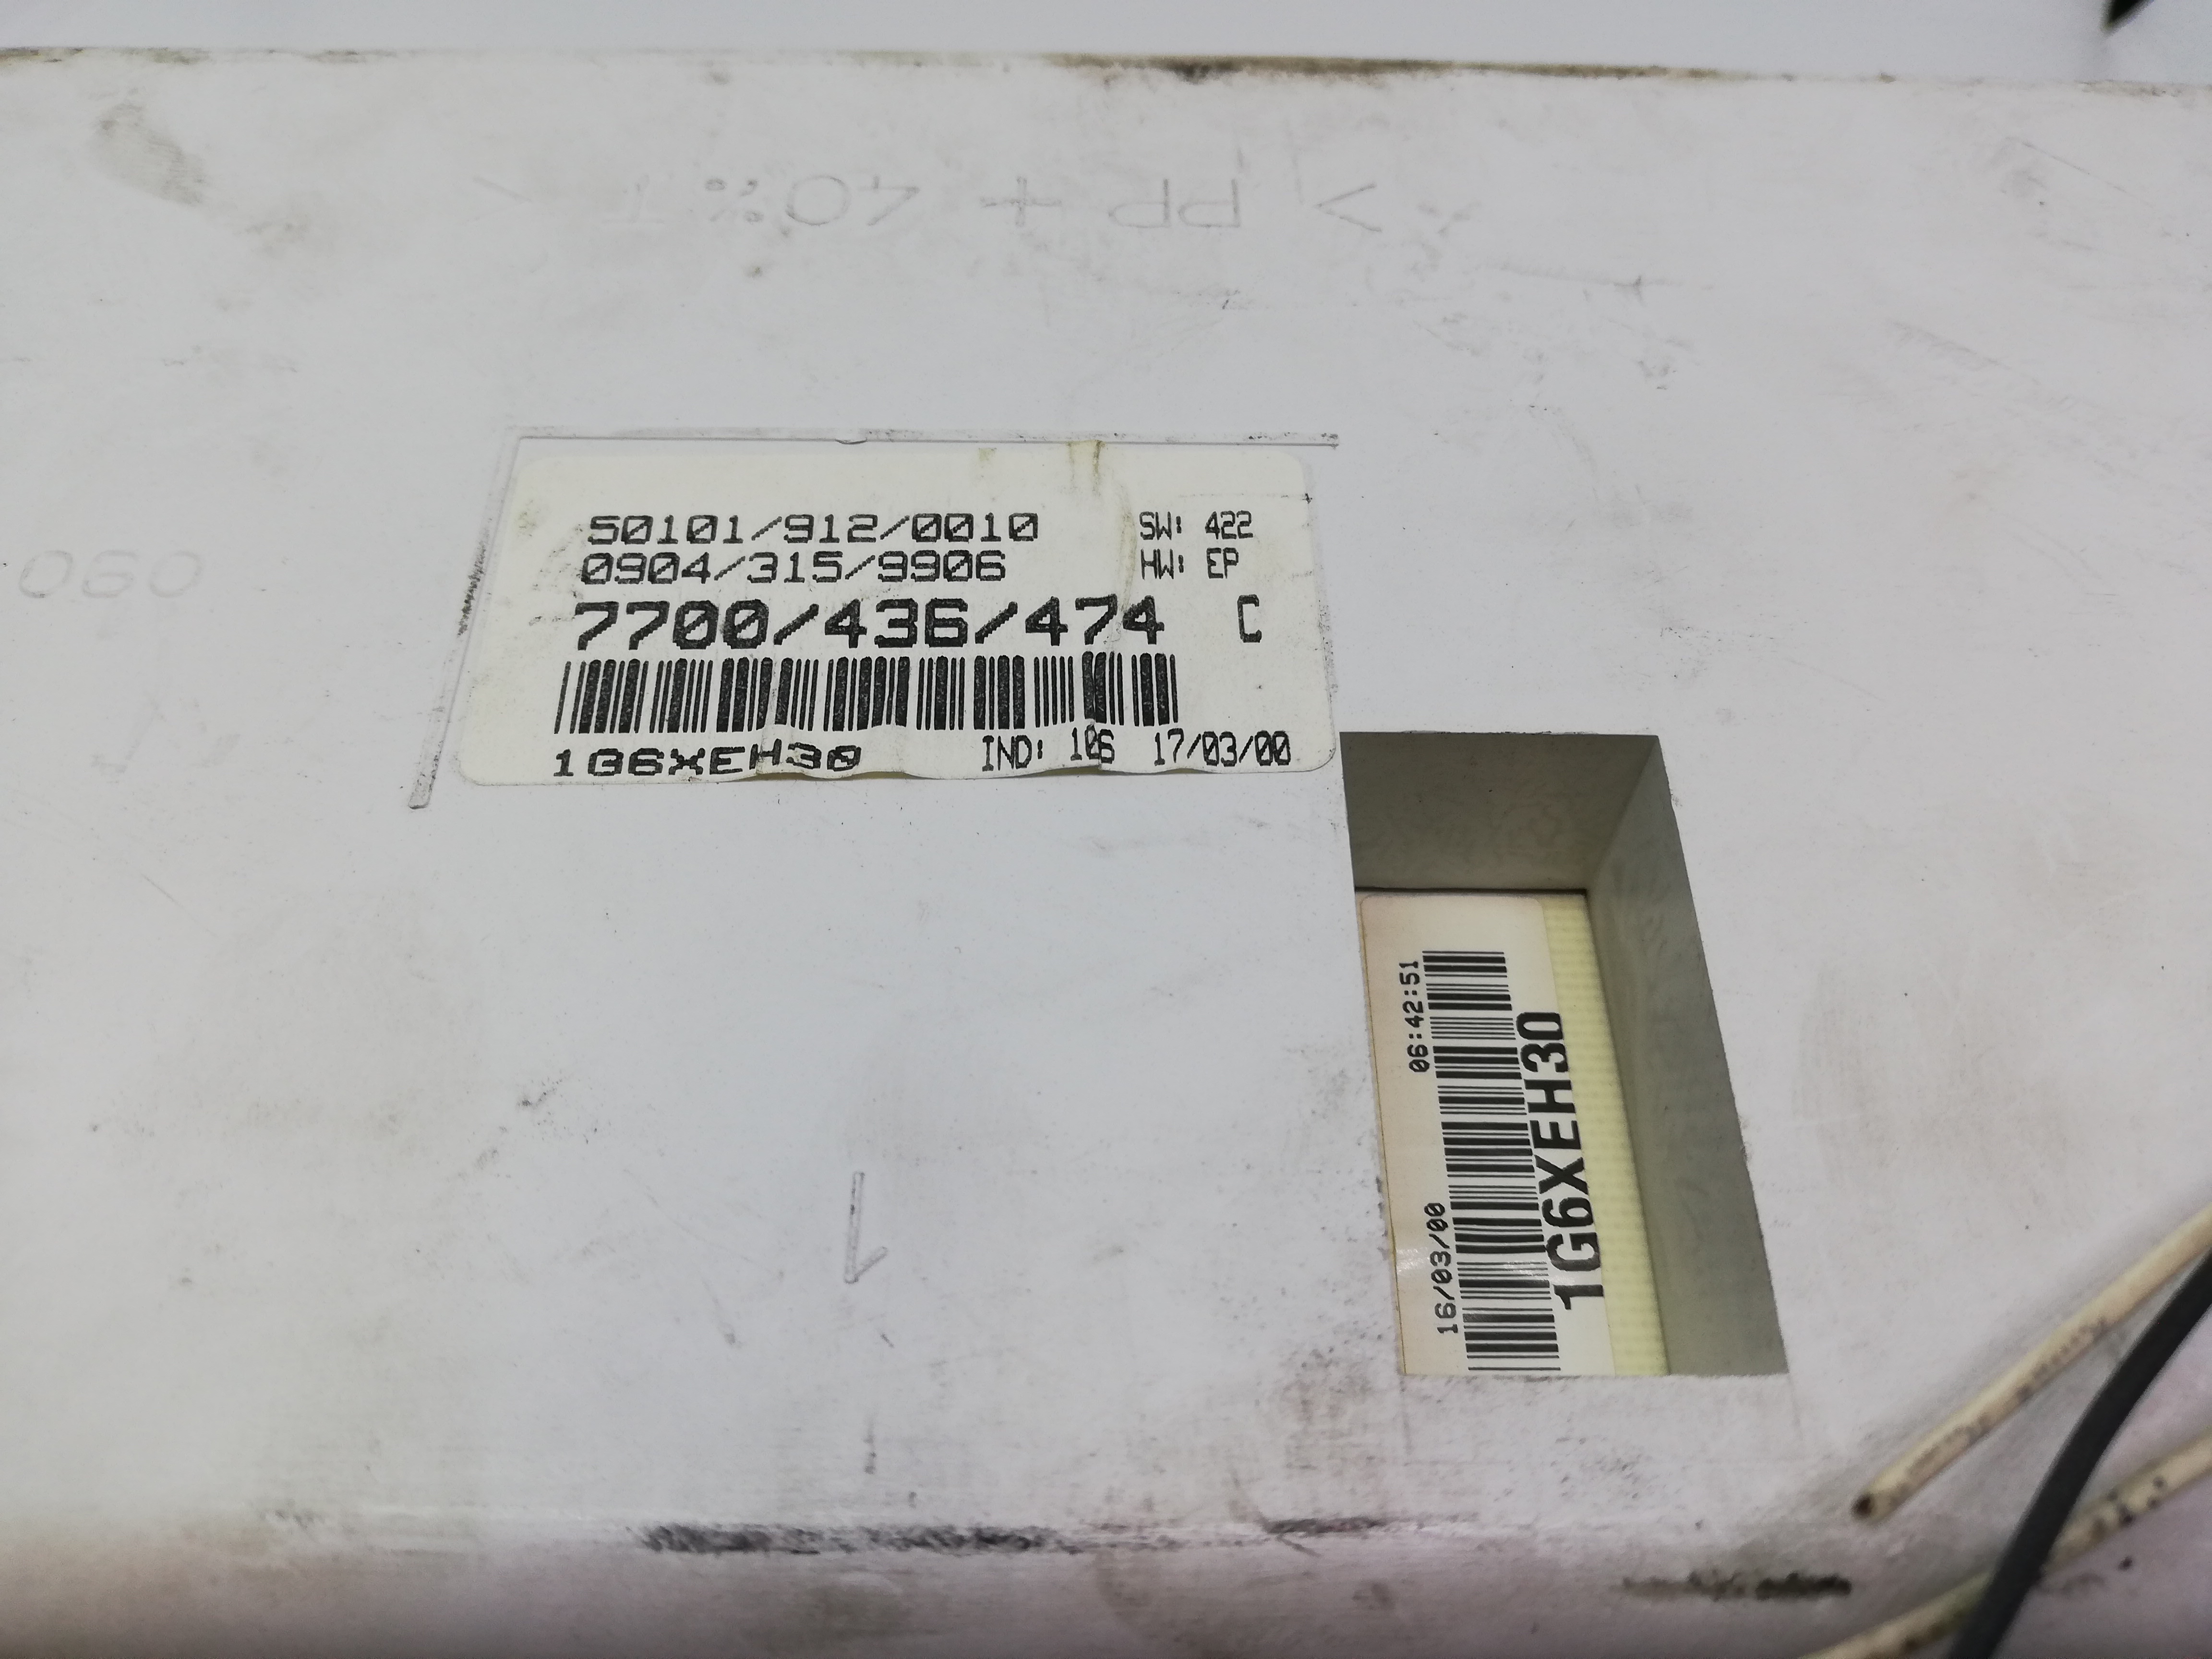 > PP + 40% T <
S0101/912/0010 SW: 422
0904/315/9906 HW: EP
7700/436/474 C
1G6XEH30 IND: 106 17/03/00
060
16/03/00 06:42:51
1G6XEH30